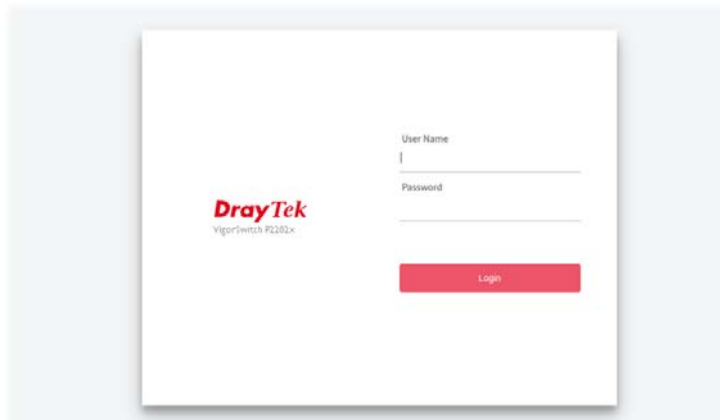 User Name
Password
DrayTek
VigorSwitch P2282x
Login